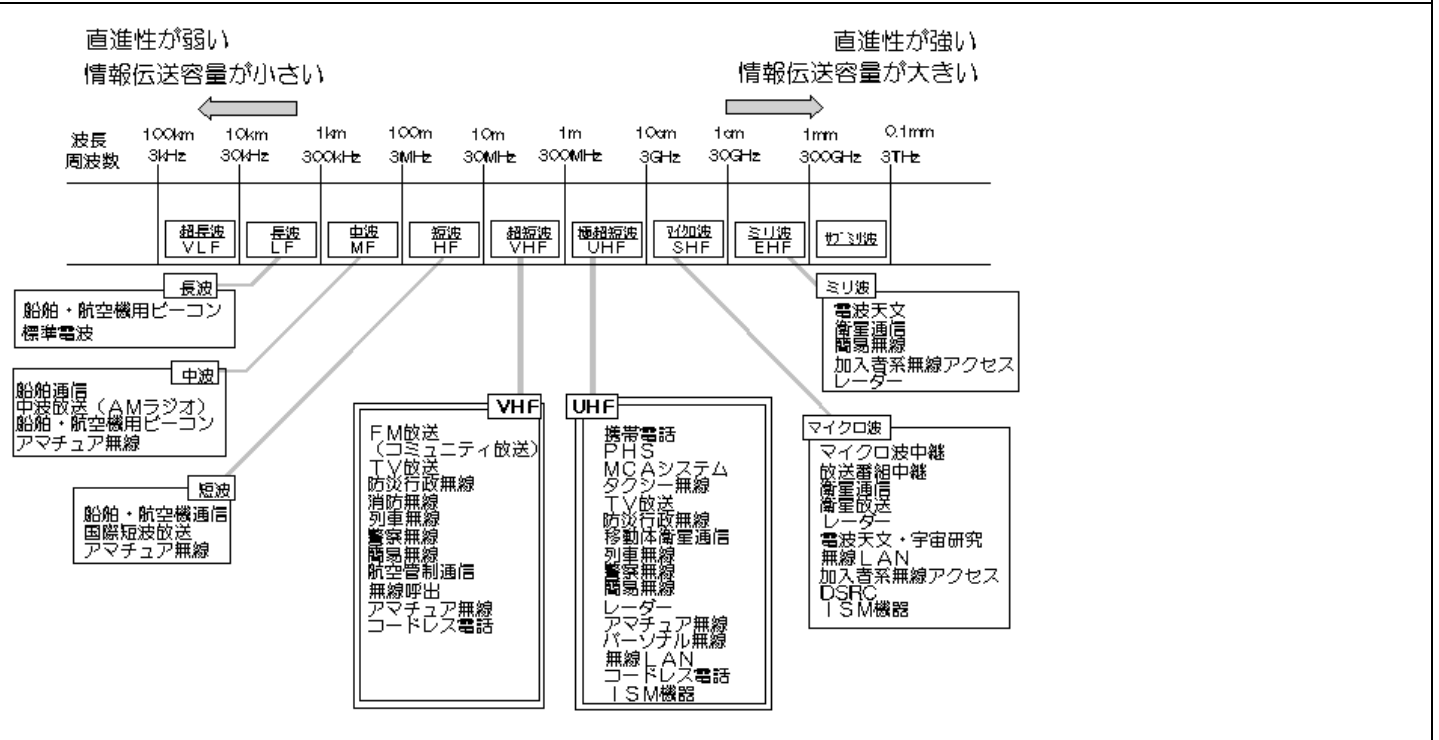 直進性が弱い
情報伝送容量が小さい
直進性が強い
情報伝送容量が大きい
波長 100km 10km 1km 100m 10m 1m 10cm 1cm 1mm 0.1mm
周波数 3kHz 30kHz 300kHz 3MHz 30MHz 300MHz 3GHz 30GHz 300GHz 3THz
超長波 長波 中波 短波 超短波 極超短波 マイクロ波 ミリ波 サブミリ波
VLF LF MF HF VHF UHF SHF EHF
長波
船舶・航空機用ビーコン
標準電波
中波
船舶通信
中波放送（AMラジオ）
船舶・航空機用ビーコン
アマチュア無線
短波
船舶・航空機通信
国際短波放送
アマチュア無線
VHF
FM放送
（コミュニティ放送）
TV放送
防災行政無線
消防無線
列車無線
警察無線
簡易無線
航空管制通信
無線呼出
アマチュア無線
コードレス電話
UHF
携帯電話
PHS
MCAシステム
タクシー無線
TV放送
防災行政無線
移動体衛星通信
列車無線
警察無線
簡易無線
レーダー
アマチュア無線
パーソナル無線
無線LAN
コードレス電話
ISM機器
ミリ波
電波天文
衛星通信
簡易無線
加入者系無線アクセス
レーダー
マイクロ波
マイクロ波中継
放送番組中継
衛星通信
衛星放送
レーダー
電波天文・宇宙研究
無線LAN
加入者系無線アクセス
DSRC
ISM機器